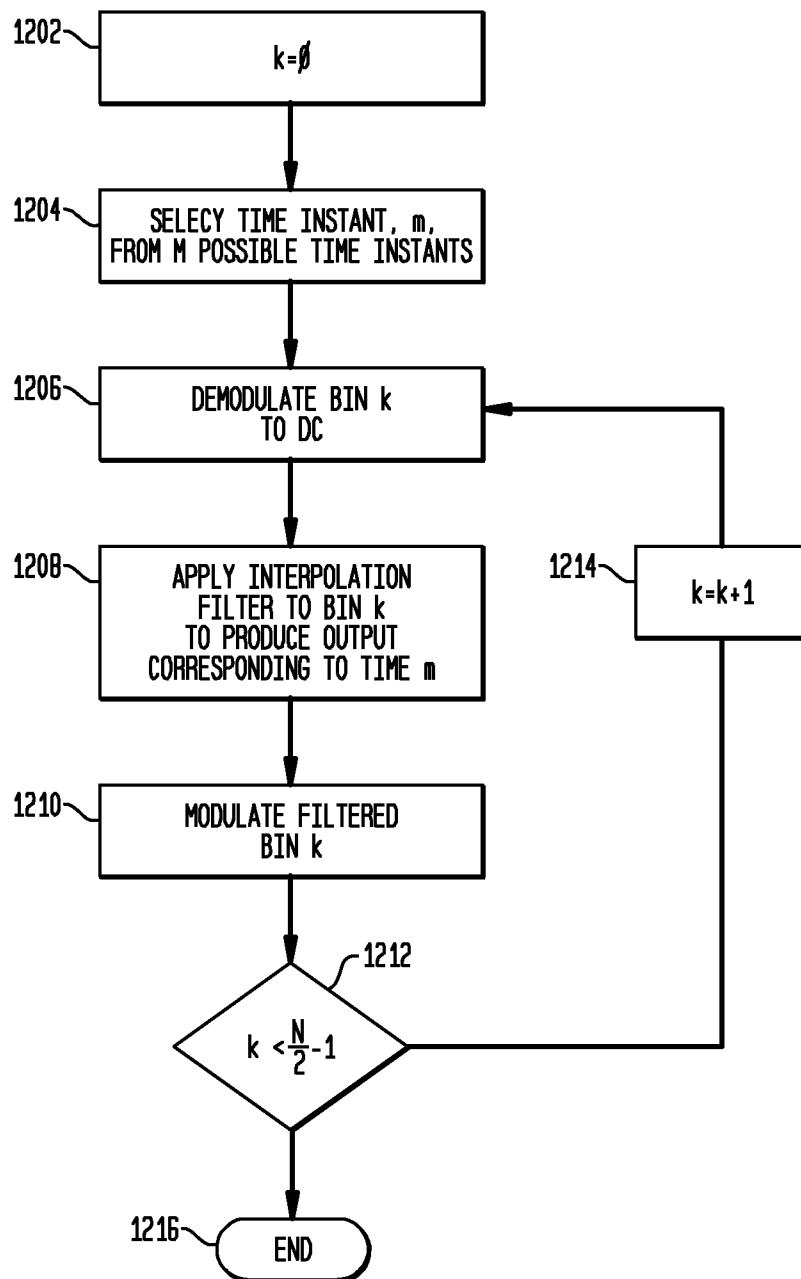 1202
k=∅
1204
SELECY TIME INSTANT, m,
FROM M POSSIBLE TIME INSTANTS
1206
DEMODULATE BIN k
TO DC
1208
APPLY INTERPOLATION
FILTER TO BIN k
TO PRODUCE OUTPUT
CORRESPONDING TO TIME m
1214
k=k+1
1210
MODULATE FILTERED
BIN k
1212
k < N/2 -1
1216
END